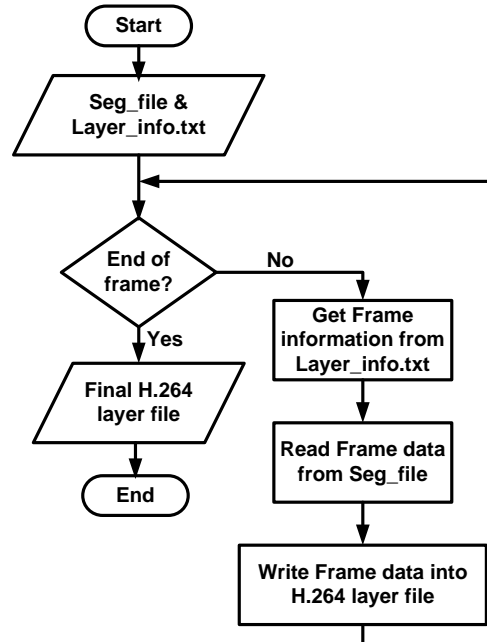 Start
Seg_file &
Layer_info.txt
End of
frame?
No
Yes
Get Frame
information from
Layer_info.txt
Final H.264
layer file
Read Frame data
from Seg_file
End
Write Frame data into
H.264 layer file